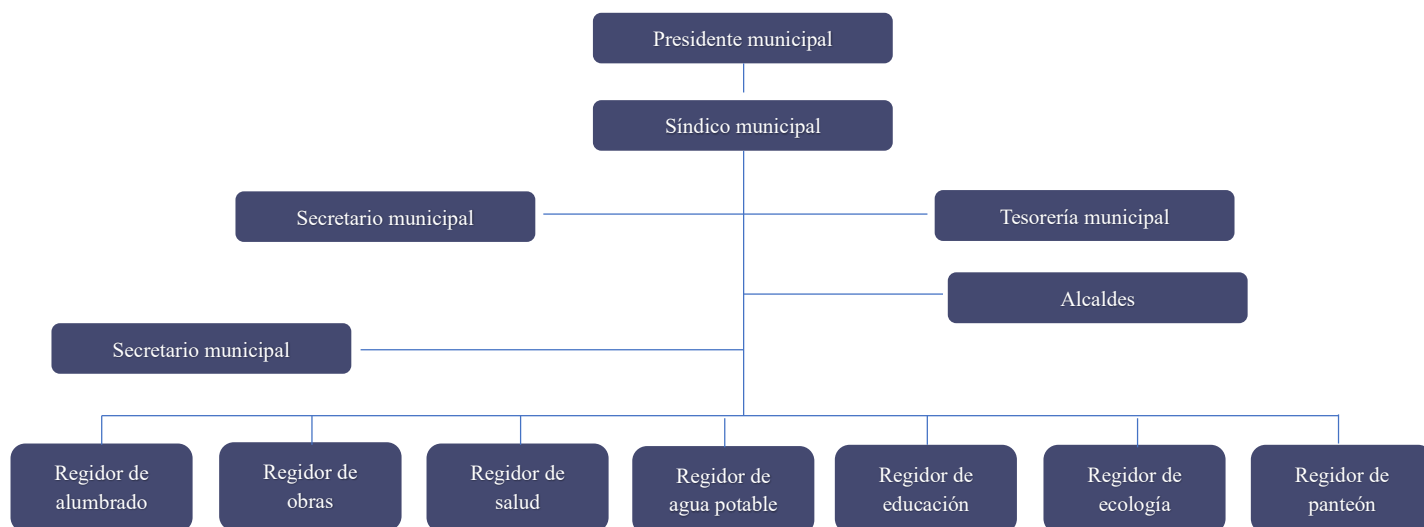 Presidente municipal
Síndico municipal
Secretario municipal
Tesorería municipal
Alcaldes
Secretario municipal
Regidor de
alumbrado
Regidor de
obras
Regidor de
salud
Regidor de
agua potable
Regidor de
educación
Regidor de
ecología
Regidor de
panteón